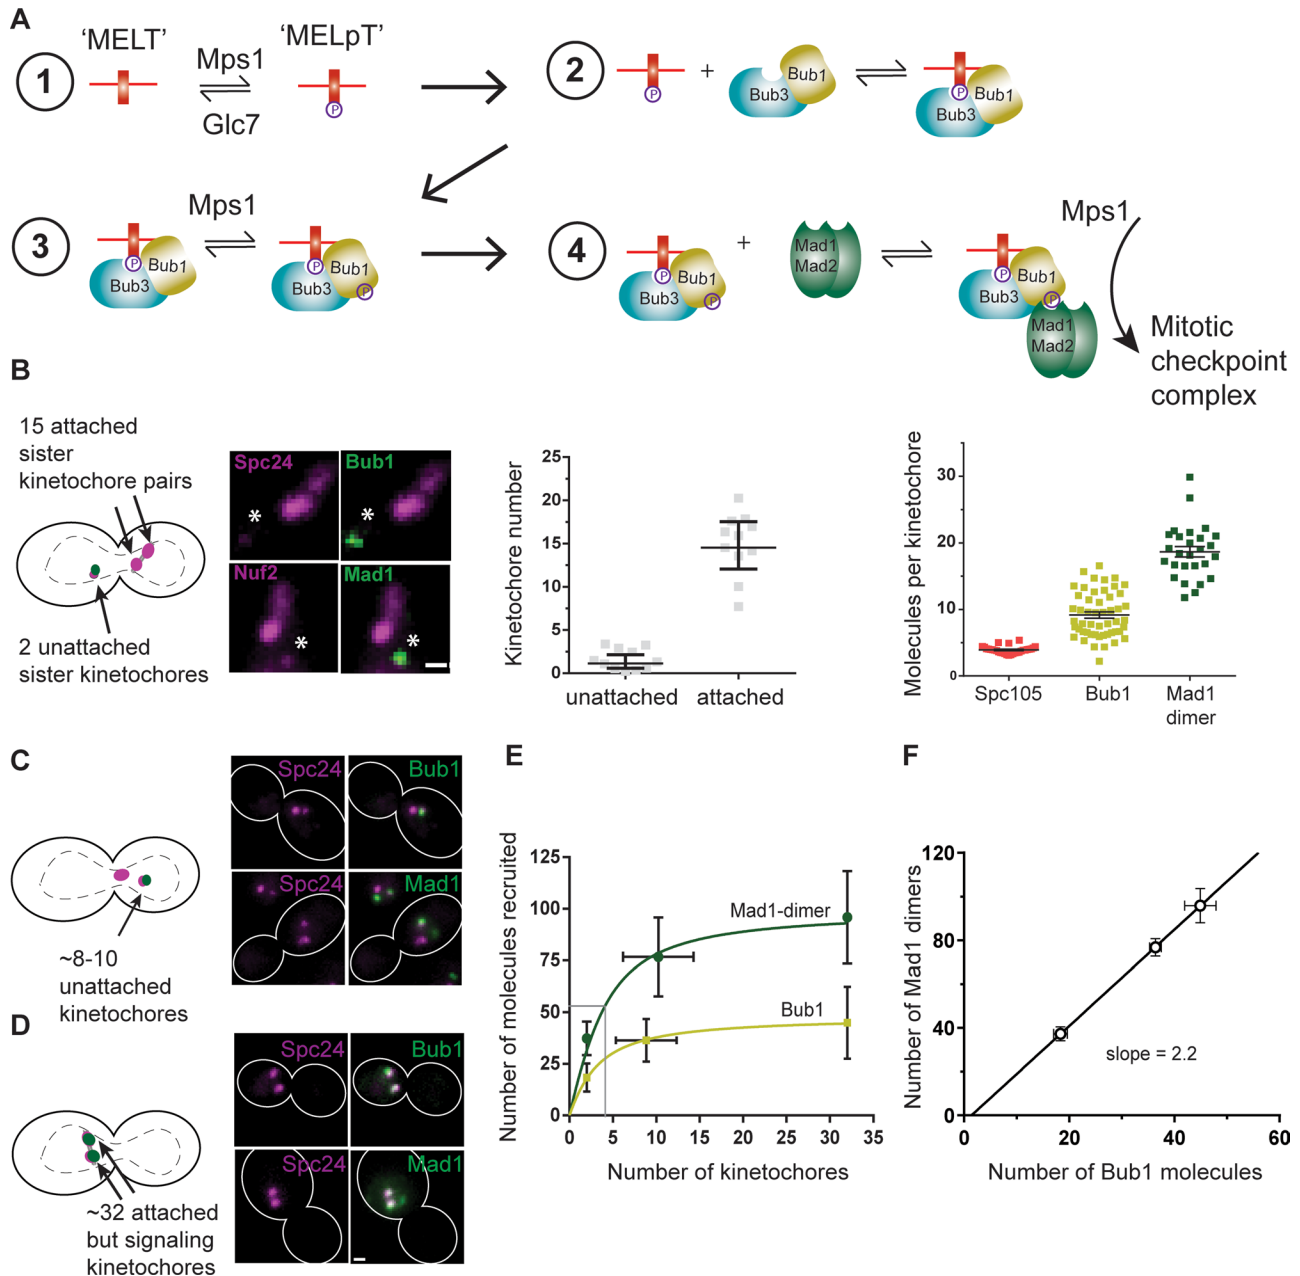 A
'MELT'
'MELpT'
Mps1
Glc7
1
P
2
P
+
Bub3
Bub1
P
Bub3
Bub1
3
Mps1
P
Bub3
Bub1
P
Bub3
Bub1
P
4
P
Bub3
Bub1
P
+
Mad1
Mad2
P
Bub3
Bub1
P
Mad1
Mad2
Mps1
Mitotic
checkpoint
complex
B
15 attached
sister
kinetochore pairs
2 unattached
sister kinetochores
Spc24
*
Bub1
*
Nuf2
*
Mad1
*
Kinetochore number
25
20
15
10
5
0
unattached
attached
Molecules per kinetochore
30
20
10
0
Spc105
Bub1
Mad1
dimer
C
~8-10
unattached
kinetochores
Spc24
Bub1
Spc24
Mad1
D
~32 attached
but signaling
kinetochores
Spc24
Bub1
Spc24
Mad1
E
Number of molecules recruited
125
100
75
50
25
0
Mad1-dimer
Bub1
0 5 10 15 20 25 30 35
Number of kinetochores
F
Number of Mad1 dimers
120
80
40
0
slope = 2.2
0 20 40 60
Number of Bub1 molecules